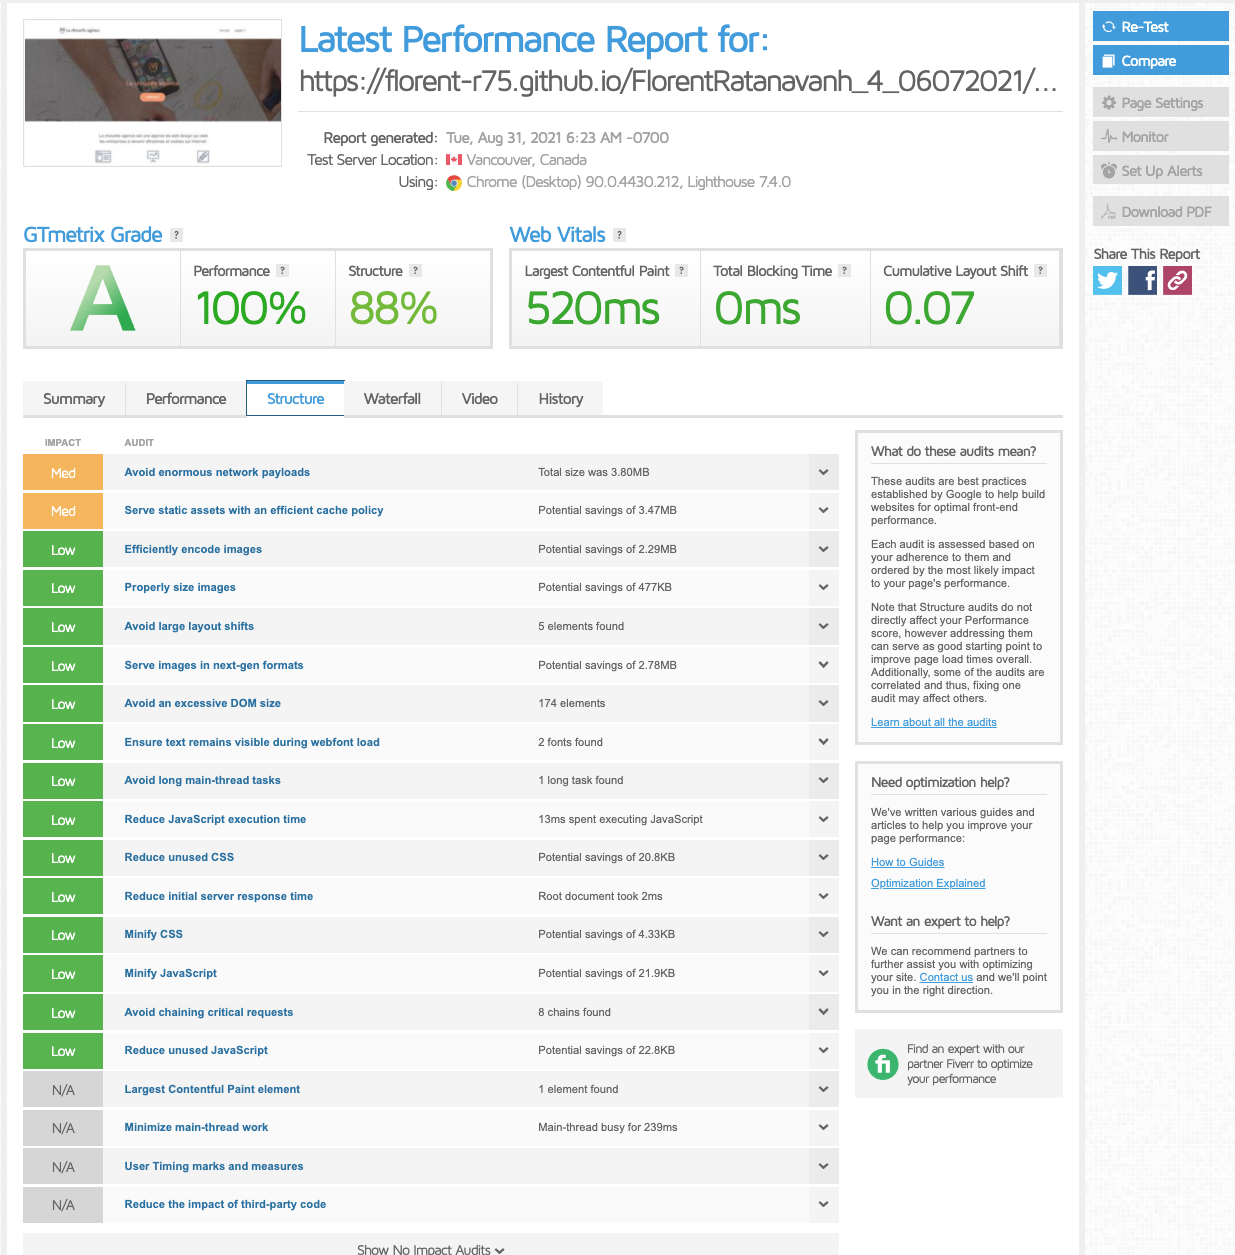 Latest Performance Report for:
https://florent-r75.github.io/FlorentRatanavanh_4_06072021/...
Report generated: Tue, Aug 31, 2021 6:23 AM -0700
Test Server Location: Vancouver, Canada
Using: Chrome (Desktop) 90.0.4430.212, Lighthouse 7.4.0
Re-Test
Compare
Page Settings
Monitor
Set Up Alerts
Download PDF
Share This Report
GTmetrix Grade ?
A
Performance ?
100%
Structure ?
88%
Web Vitals ?
Largest Contentful Paint ?
520ms
Total Blocking Time ?
0ms
Cumulative Layout Shift ?
0.07
Summary Performance Structure Waterfall Video History
IMPACT AUDIT
Med Avoid enormous network payloads Total size was 3.80MB
Med Serve static assets with an efficient cache policy Potential savings of 3.47MB
Low Efficiently encode images Potential savings of 2.29MB
Low Properly size images Potential savings of 477KB
Low Avoid large layout shifts 5 elements found
Low Serve images in next-gen formats Potential savings of 2.78MB
Low Avoid an excessive DOM size 174 elements
Low Ensure text remains visible during webfont load 2 fonts found
Low Avoid long main-thread tasks 1 long task found
Low Reduce JavaScript execution time 13ms spent executing JavaScript
Low Reduce unused CSS Potential savings of 20.8KB
Low Reduce initial server response time Root document took 2ms
Low Minify CSS Potential savings of 4.33KB
Low Minify JavaScript Potential savings of 21.9KB
Low Avoid chaining critical requests 8 chains found
Low Reduce unused JavaScript Potential savings of 22.8KB
N/A Largest Contentful Paint element 1 element found
N/A Minimize main-thread work Main-thread busy for 239ms
N/A User Timing marks and measures
N/A Reduce the impact of third-party code
Show No Impact Audits
What do these audits mean?
These audits are best practices
established by Google to help build
websites for optimal front-end
performance.
Each audit is assessed based on
your adherence to them and
ordered by the most likely impact
to your page's performance.
Note that Structure audits do not
directly affect your Performance
score, however addressing them
can serve as good starting point to
improve page load times overall.
Additionally, some of the audits are
correlated and thus, fixing one
audit may affect others.
Learn about all the audits
Need optimization help?
We've written various guides and
articles to help you improve your
page performance:
How to Guides
Optimization Explained
Want an expert to help?
We can recommend partners to
further assist you with optimizing
your site. Contact us and we'll point
you in the right direction.
fi
Find an expert with our
partner Fiverr to optimize
your performance